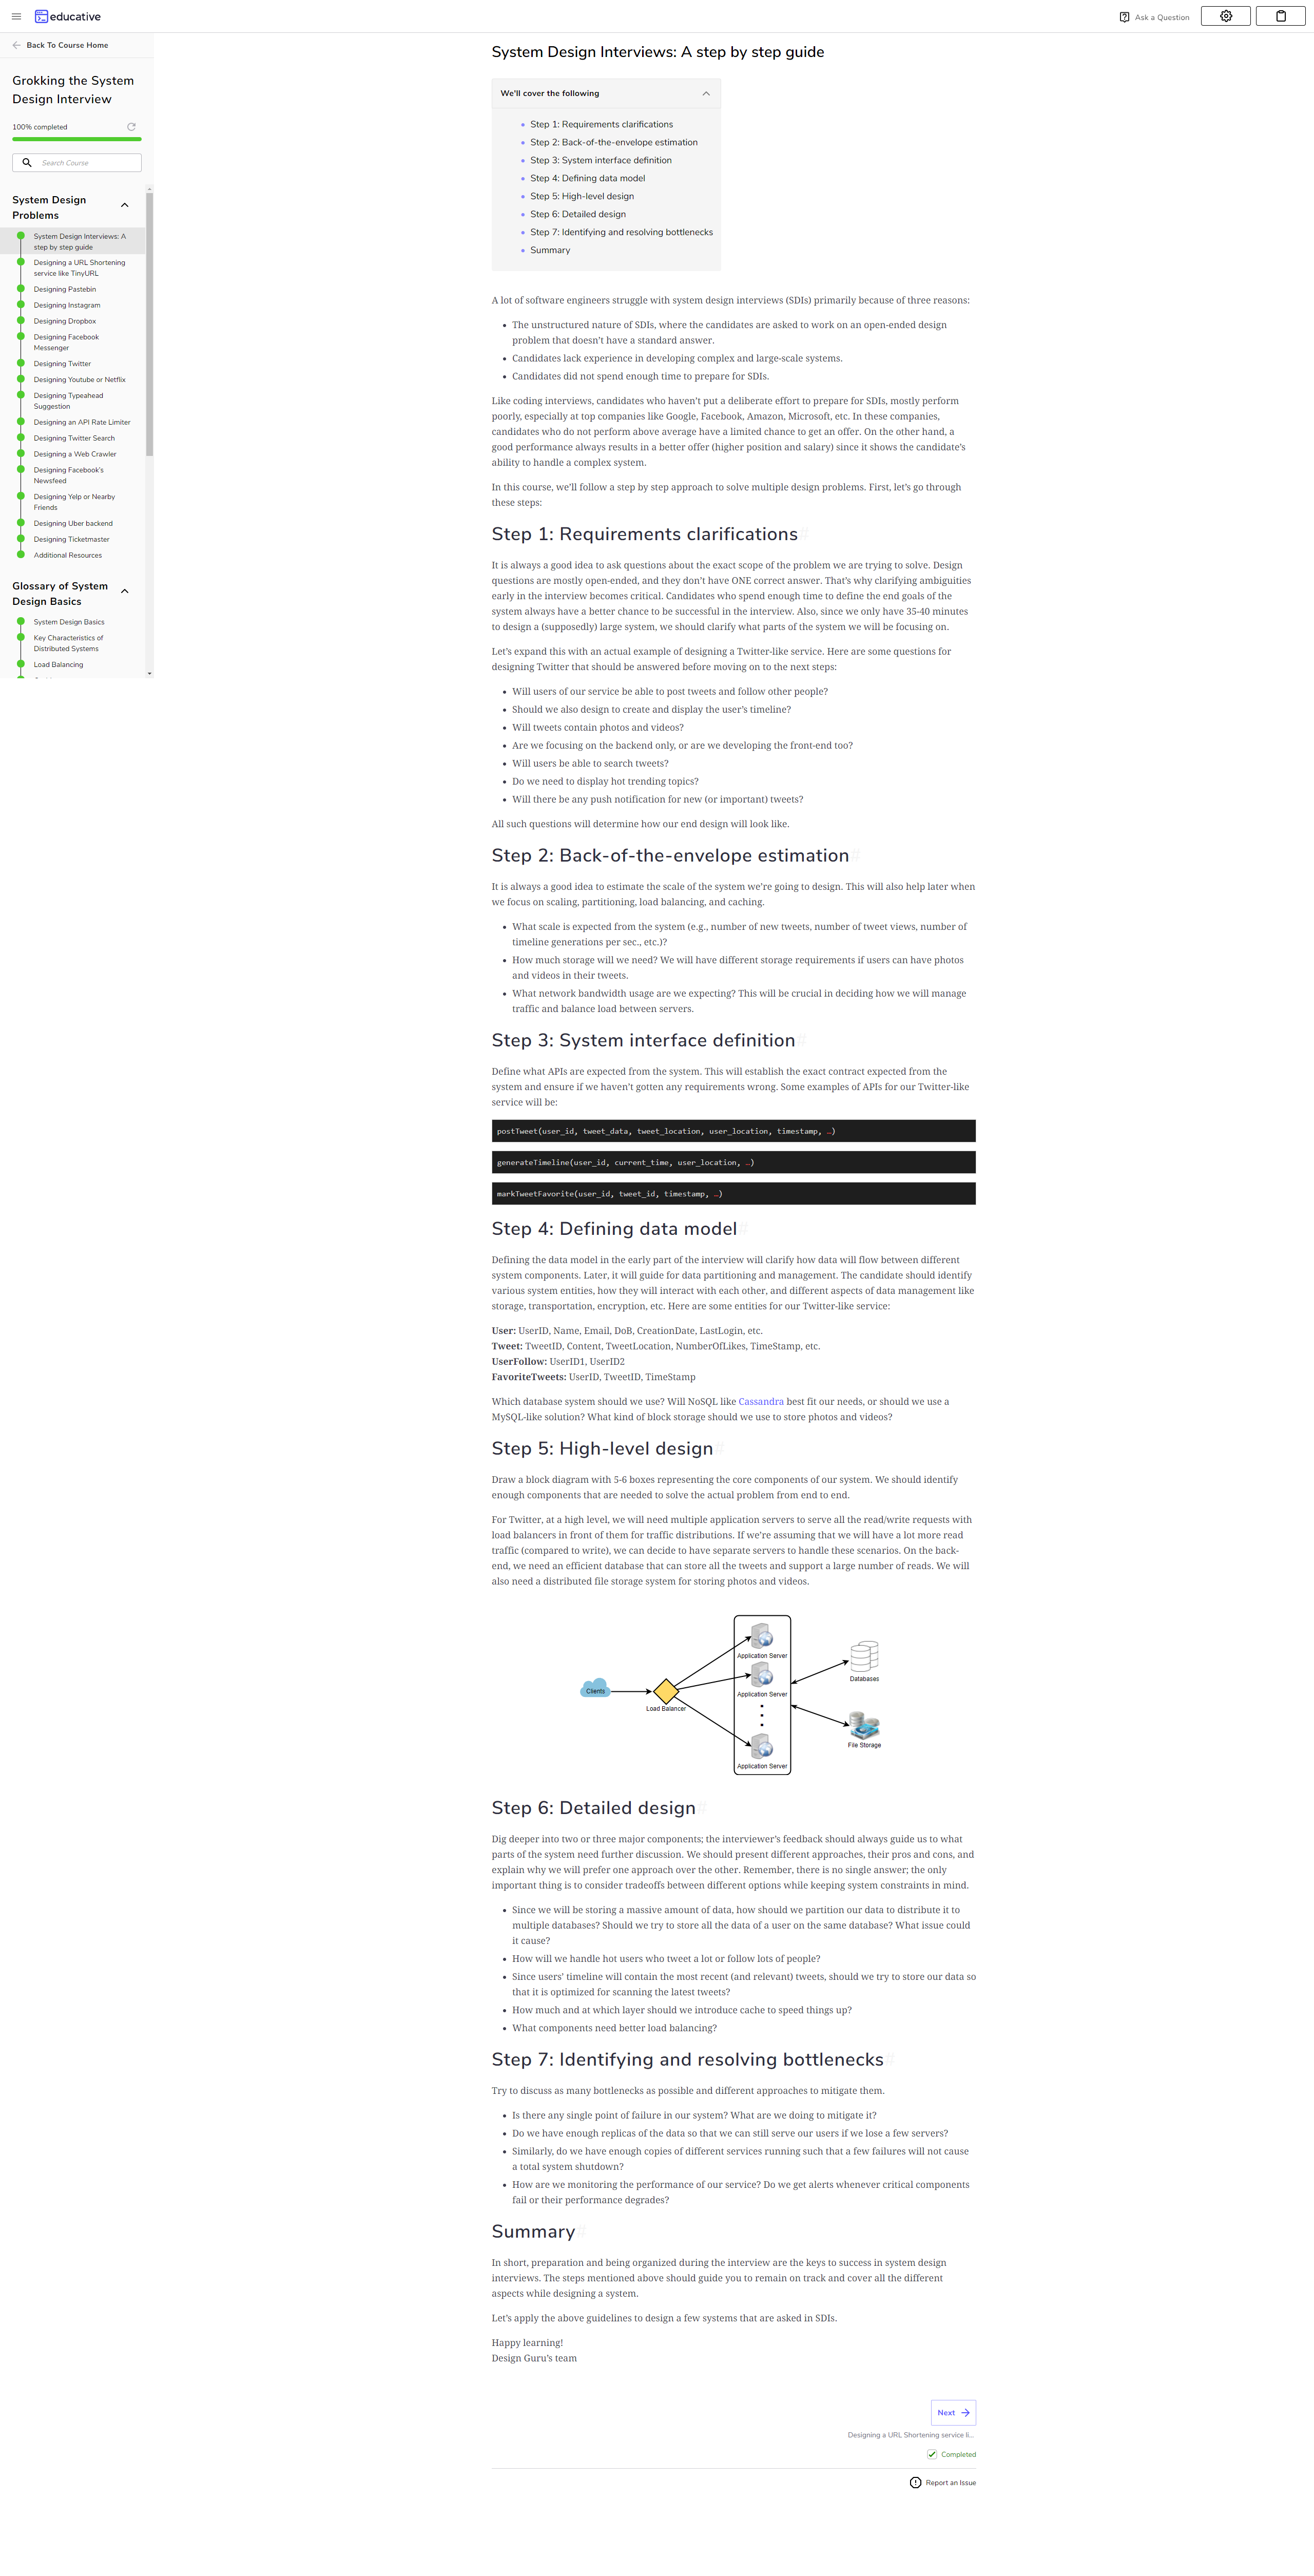 educative
Ask a Question
Back To Course Home
Grokking the System
Design Interview
100% completed
Search Course
System Design
Problems
System Design Interviews: A
step by step guide
Designing a URL Shortening
service like TinyURL
Designing Pastebin
Designing Instagram
Designing Dropbox
Designing Facebook
Messenger
Designing Twitter
Designing Youtube or Netflix
Designing Typeahead
Suggestion
Designing an API Rate Limiter
Designing Twitter Search
Designing a Web Crawler
Designing Facebook's
Newsfeed
Designing Yelp or Nearby
Friends
Designing Uber backend
Designing Ticketmaster
Additional Resources
Glossary of System
Design Basics
System Design Basics
Key Characteristics of
Distributed Systems
Load Balancing
System Design Interviews: A step by step guide
We'll cover the following
• Step 1: Requirements clarifications
• Step 2: Back-of-the-envelope estimation
• Step 3: System interface definition
• Step 4: Defining data model
• Step 5: High-level design
• Step 6: Detailed design
• Step 7: Identifying and resolving bottlenecks
• Summary
A lot of software engineers struggle with system design interviews (SDIs) primarily because of three reasons:
• The unstructured nature of SDIs, where the candidates are asked to work on an open-ended design
problem that doesn't have a standard answer.
• Candidates lack experience in developing complex and large-scale systems.
• Candidates did not spend enough time to prepare for SDIs.
Like coding interviews, candidates who haven't put a deliberate effort to prepare for SDIs, mostly perform
poorly, especially at top companies like Google, Facebook, Amazon, Microsoft, etc. In these companies,
candidates who do not perform above average have a limited chance to get an offer. On the other hand, a
good performance always results in a better offer (higher position and salary) since it shows the candidate's
ability to handle a complex system.
In this course, we'll follow a step by step approach to solve multiple design problems. First, let's go through
these steps:
Step 1: Requirements clarifications#
It is always a good idea to ask questions about the exact scope of the problem we are trying to solve. Design
questions are mostly open-ended, and they don't have ONE correct answer. That's why clarifying ambiguities
early in the interview becomes critical. Candidates who spend enough time to define the end goals of the
system always have a better chance to be successful in the interview. Also, since we only have 35-40 minutes
to design a (supposedly) large system, we should clarify what parts of the system we will be focusing on.
Let's expand this with an actual example of designing a Twitter-like service. Here are some questions for
designing Twitter that should be answered before moving on to the next steps:
• Will users of our service be able to post tweets and follow other people?
• Should we also design to create and display the user's timeline?
• Will tweets contain photos and videos?
• Are we focusing on the backend only, or are we developing the front-end too?
• Will users be able to search tweets?
• Do we need to display hot trending topics?
• Will there be any push notification for new (or important) tweets?
All such questions will determine how our end design will look like.
Step 2: Back-of-the-envelope estimation#
It is always a good idea to estimate the scale of the system we're going to design. This will also help later when
we focus on scaling, partitioning, load balancing, and caching.
• What scale is expected from the system (e.g., number of new tweets, number of tweet views, number of
timeline generations per sec., etc.)?
• How much storage will we need? We will have different storage requirements if users can have photos
and videos in their tweets.
• What network bandwidth usage are we expecting? This will be crucial in deciding how we will manage
traffic and balance load between servers.
Step 3: System interface definition#
Define what APIs are expected from the system. This will establish the exact contract expected from the
system and ensure if we haven't gotten any requirements wrong. Some examples of APIs for our Twitter-like
service will be:
postTweet(user_id, tweet_data, tweet_location, user_location, timestamp, …)
generateTimeline(user_id, current_time, user_location, …)
markTweetFavorite(user_id, tweet_id, timestamp, …)
Step 4: Defining data model#
Defining the data model in the early part of the interview will clarify how data will flow between different
system components. Later, it will guide for data partitioning and management. The candidate should identify
various system entities, how they will interact with each other, and different aspects of data management like
storage, transportation, encryption, etc. Here are some entities for our Twitter-like service:
User: UserID, Name, Email, DoB, CreationDate, LastLogin, etc.
Tweet: TweetID, Content, TweetLocation, NumberOfLikes, TimeStamp, etc.
UserFollow: UserID1, UserID2
FavoriteTweets: UserID, TweetID, TimeStamp
Which database system should we use? Will NoSQL like Cassandra best fit our needs, or should we use a
MySQL-like solution? What kind of block storage should we use to store photos and videos?
Step 5: High-level design#
Draw a block diagram with 5-6 boxes representing the core components of our system. We should identify
enough components that are needed to solve the actual problem from end to end.
For Twitter, at a high level, we will need multiple application servers to serve all the read/write requests with
load balancers in front of them for traffic distributions. If we're assuming that we will have a lot more read
traffic (compared to write), we can decide to have separate servers to handle these scenarios. On the back-
end, we need an efficient database that can store all the tweets and support a large number of reads. We will
also need a distributed file storage system for storing photos and videos.
Clients
Load Balancer
Application Server
Application Server
Application Server
Databases
File Storage
Step 6: Detailed design#
Dig deeper into two or three major components; the interviewer's feedback should always guide us to what
parts of the system need further discussion. We should present different approaches, their pros and cons, and
explain why we will prefer one approach over the other. Remember, there is no single answer; the only
important thing is to consider tradeoffs between different options while keeping system constraints in mind.
• Since we will be storing a massive amount of data, how should we partition our data to distribute it to
multiple databases? Should we try to store all the data of a user on the same database? What issue could
it cause?
• How will we handle hot users who tweet a lot or follow lots of people?
• Since users' timeline will contain the most recent (and relevant) tweets, should we try to store our data so
that it is optimized for scanning the latest tweets?
• How much and at which layer should we introduce cache to speed things up?
• What components need better load balancing?
Step 7: Identifying and resolving bottlenecks#
Try to discuss as many bottlenecks as possible and different approaches to mitigate them.
• Is there any single point of failure in our system? What are we doing to mitigate it?
• Do we have enough replicas of the data so that we can still serve our users if we lose a few servers?
• Similarly, do we have enough copies of different services running such that a few failures will not cause
a total system shutdown?
• How are we monitoring the performance of our service? Do we get alerts whenever critical components
fail or their performance degrades?
Summary#
In short, preparation and being organized during the interview are the keys to success in system design
interviews. The steps mentioned above should guide you to remain on track and cover all the different
aspects while designing a system.
Let's apply the above guidelines to design a few systems that are asked in SDIs.
Happy learning!
Design Guru's team
Next
Designing a URL Shortening service li...
Completed
Report an Issue